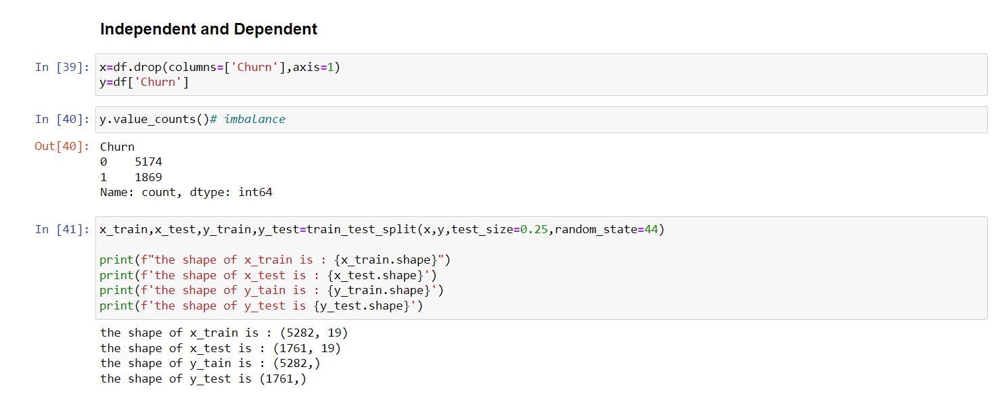 Independent and Dependent
In [39]: x=df.drop(columns=['Churn'],axis=1)
y=df['Churn']
In [40]: y.value_counts()# imbalance
Out[40]: Churn
0    5174
1    1869
Name: count, dtype: int64
In [41]: x_train,x_test,y_train,y_test=train_test_split(x,y,test_size=0.25,random_state=44)
print(f"the shape of x_train is : {x_train.shape}")
print(f'the shape of x_test is : {x_test.shape}')
print(f'the shape of y_tain is : {y_train.shape}')
print(f'the shape of y_test is {y_test.shape}')
the shape of x_train is : (5282, 19)
the shape of x_test is : (1761, 19)
the shape of y_tain is : (5282,)
the shape of y_test is (1761,)